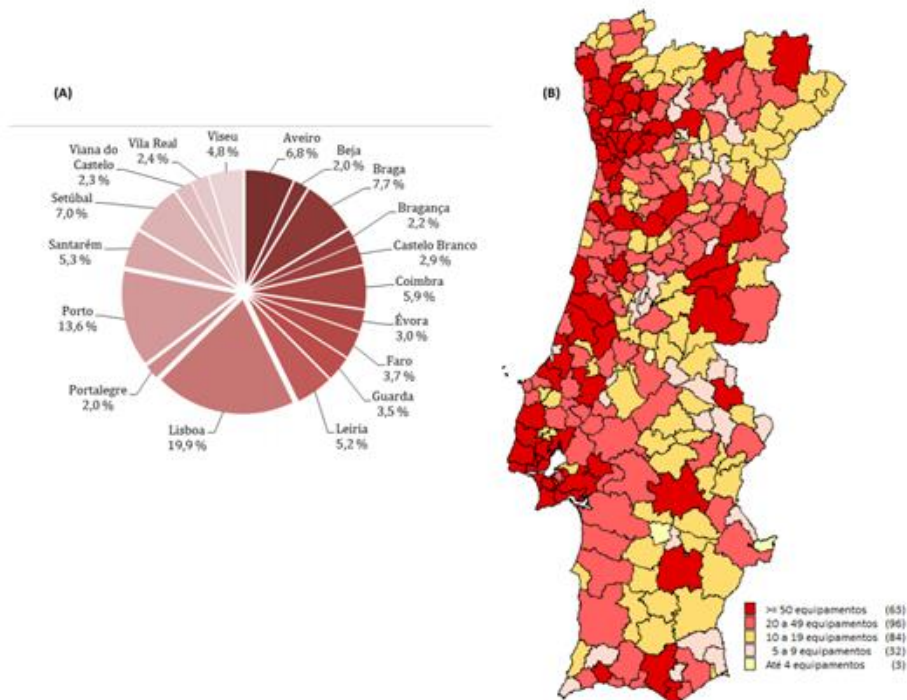 (A)
(B)
Aveiro
6,8 %
Beja
2,0 %
Braga
7,7 %
Bragança
2,2 %
Castelo Branco
2,9 %
Coimbra
5,9 %
Évora
3,0 %
Faro
3,7 %
Guarda
3,5 %
Leiria
5,2 %
Lisboa
19,9 %
Portalegre
2,0 %
Porto
13,6 %
Santarém
5,3 %
Setúbal
7,0 %
Viana do
Castelo
2,3 %
Vila Real
2,4 %
Viseu
4,8 %
>= 50 equipamentos (65)
20 a 49 equipamentos (96)
10 a 19 equipamentos (84)
5 a 9 equipamentos (32)
Até 4 equipamentos (3)